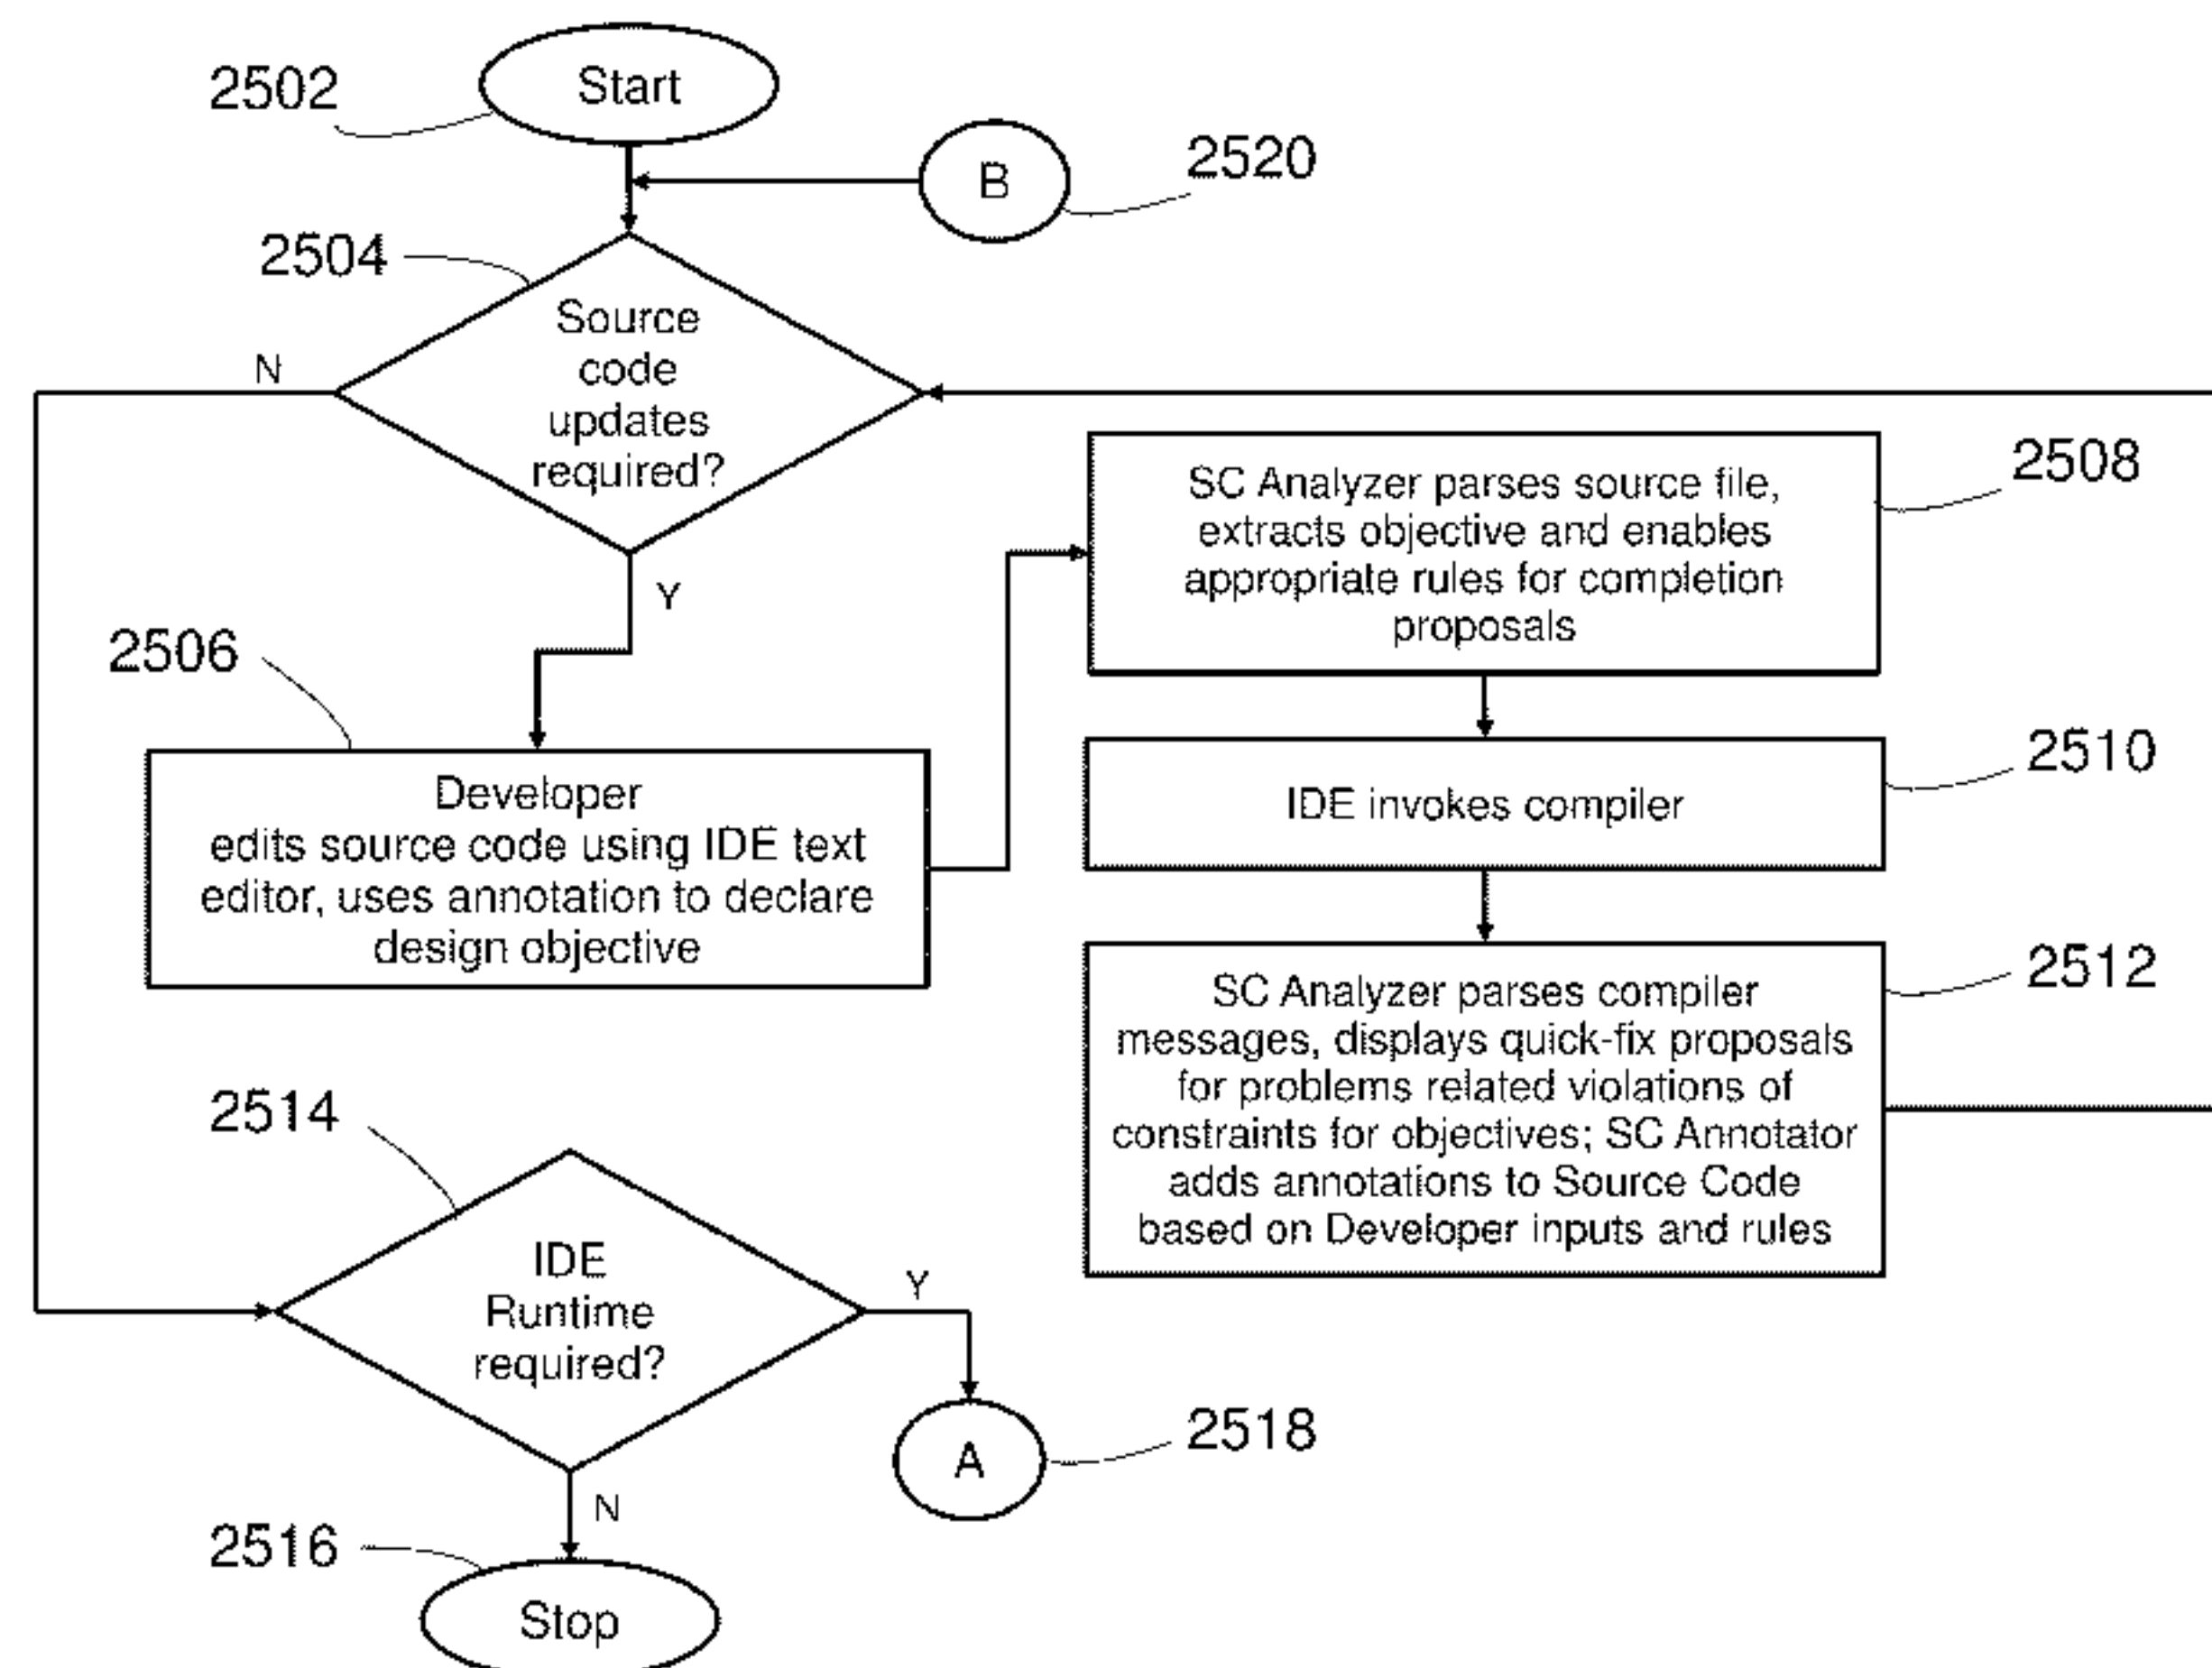 2502
Start
B
2520
2504
Source
code
updates
required?
N
Y
2506
Developer
edits source code using IDE text
editor, uses annotation to declare
design objective
SC Analyzer parses source file,
extracts objective and enables
appropriate rules for completion
proposals
2508
IDE invokes compiler
2510
SC Analyzer parses compiler
messages, displays quick-fix proposals
for problems related violations of
constraints for objectives; SC Annotator
adds annotations to Source Code
based on Developer inputs and rules
2512
2514
IDE
Runtime
required?
Y
A
2518
N
2516
Stop